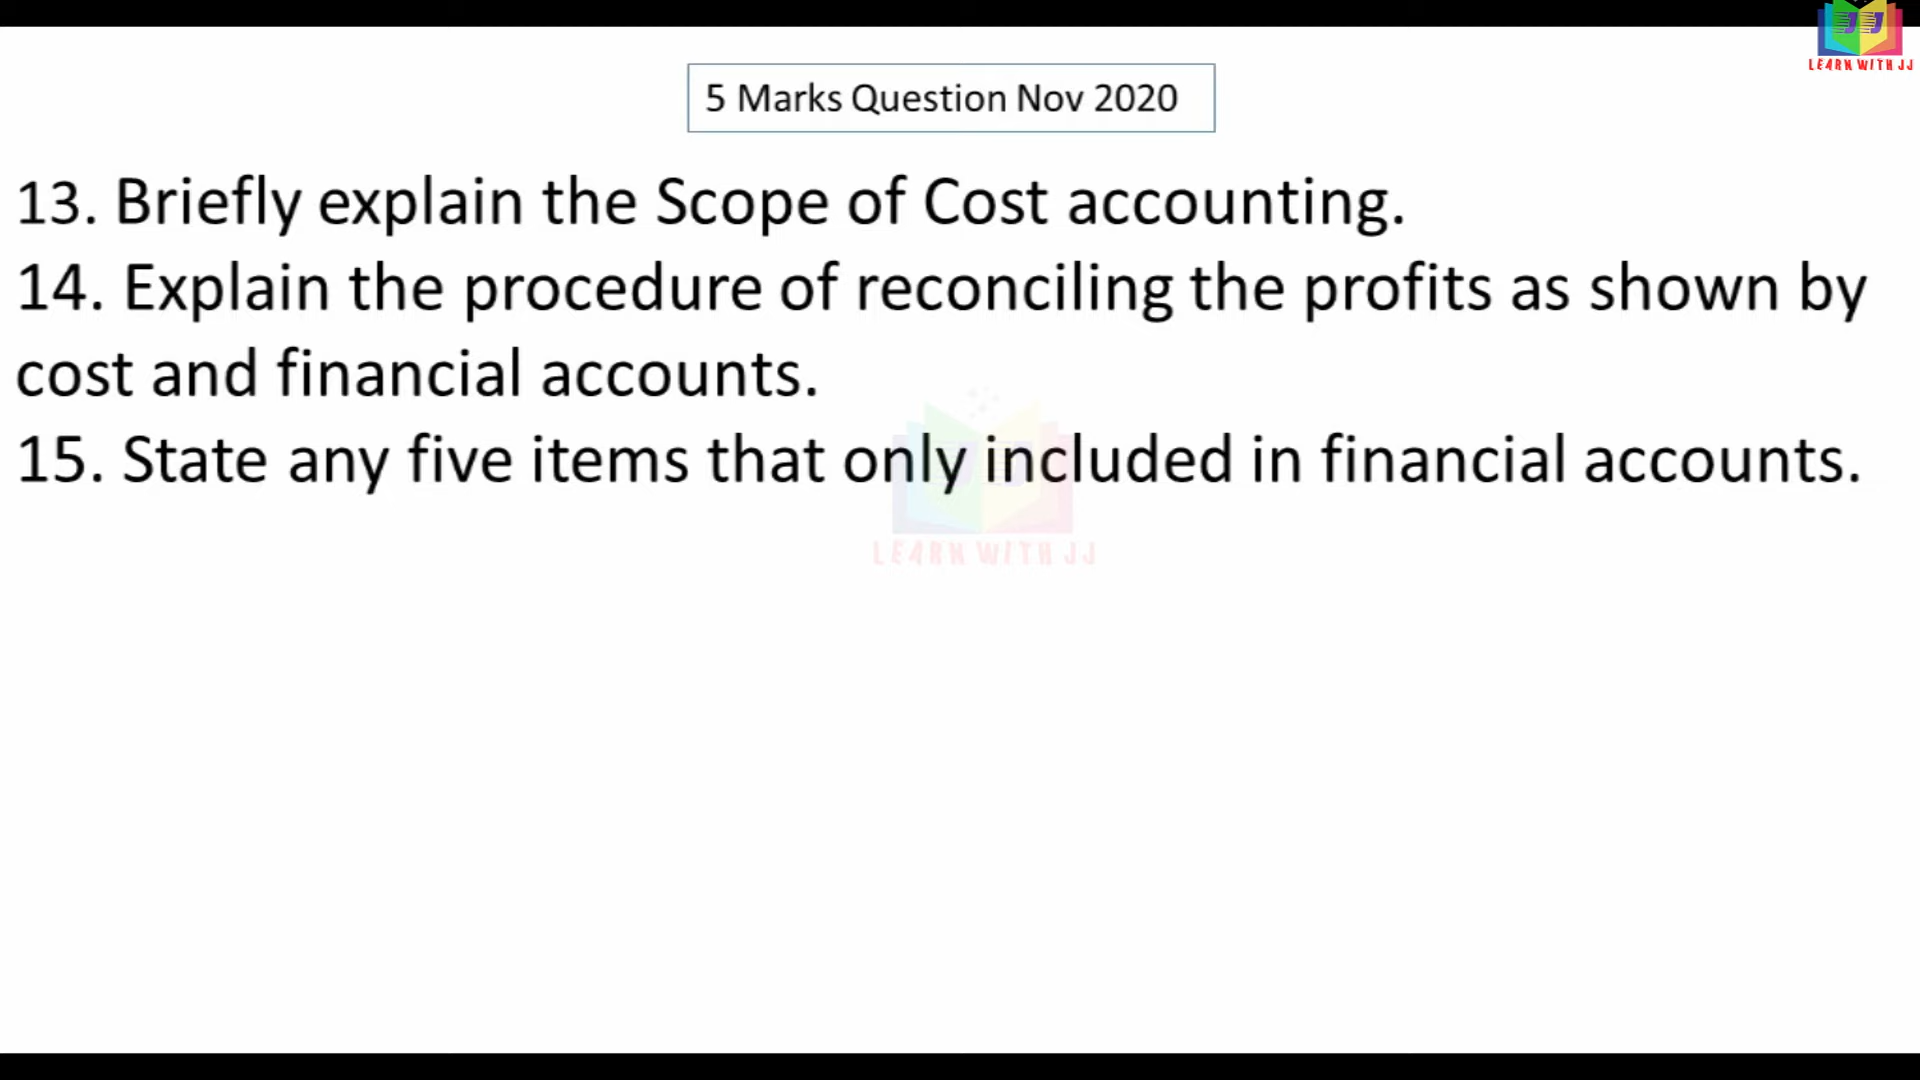 LEARN WITH JJ
5 Marks Question Nov 2020
13. Briefly explain the Scope of Cost accounting.
14. Explain the procedure of reconciling the profits as shown by
cost and financial accounts.
15. State any five items that only included in financial accounts.
LEARN WITH JJ